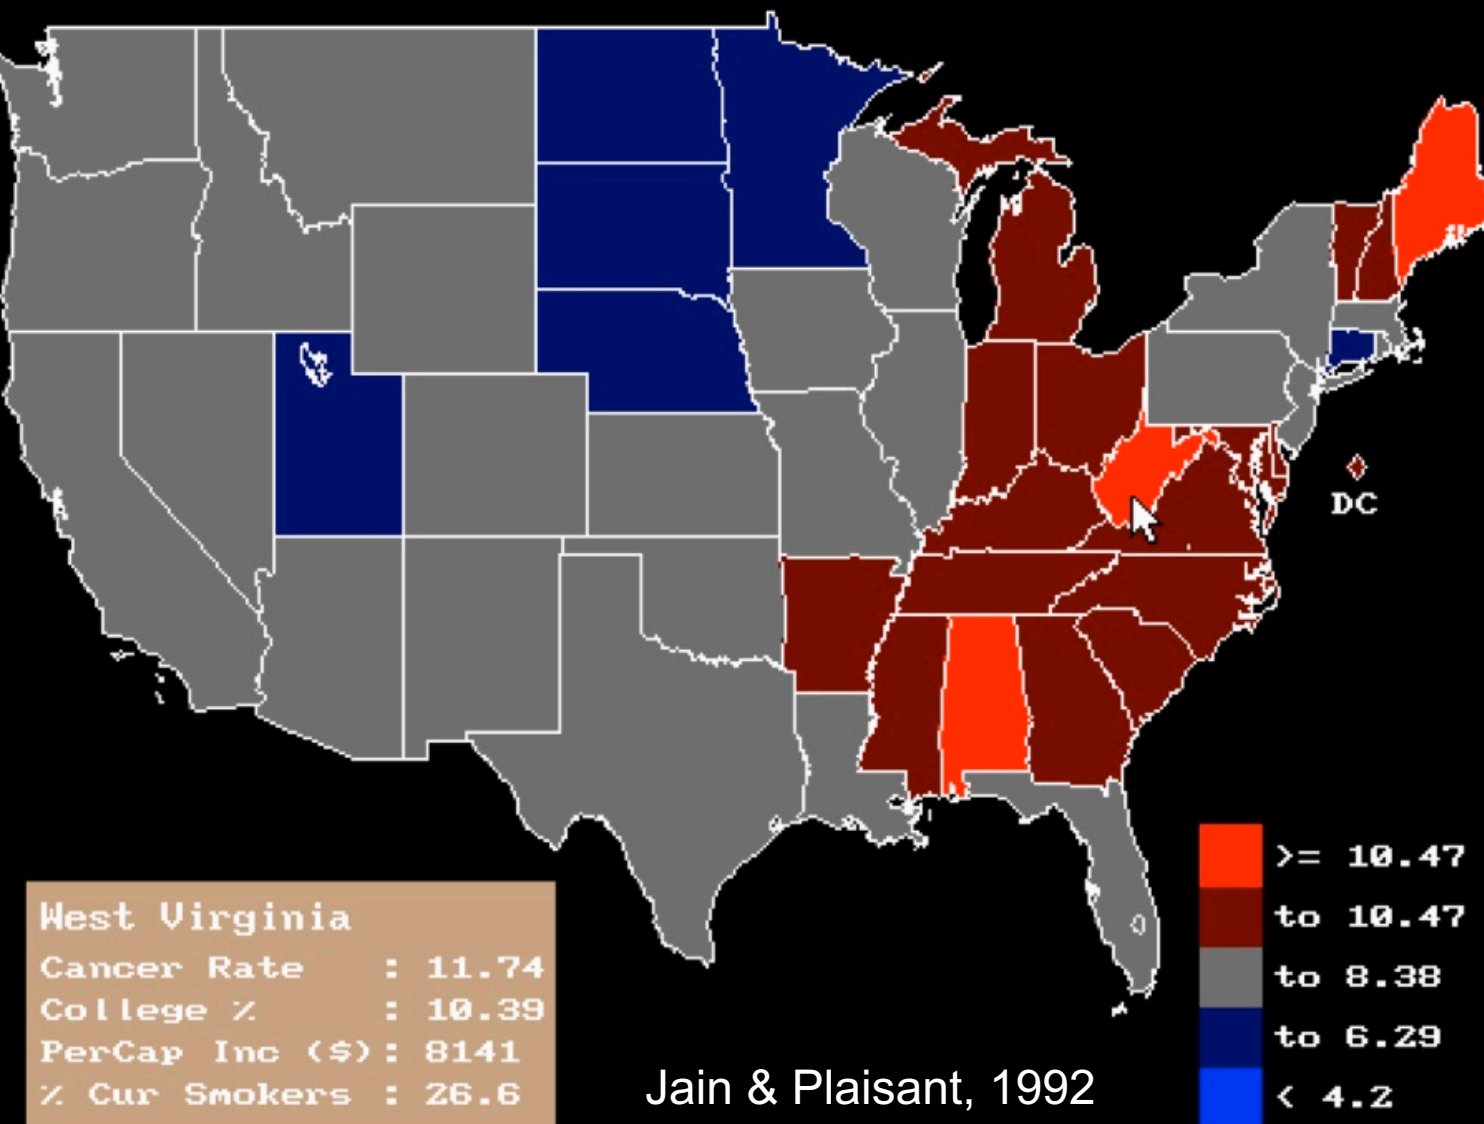 DC
>= 10.47
to 10.47
to 8.38
to 6.29
< 4.2
West Virginia
Cancer Rate : 11.74
College % : 10.39
PerCap Inc ($): 8141
% Cur Smokers : 26.6
Jain & Plaisant, 1992